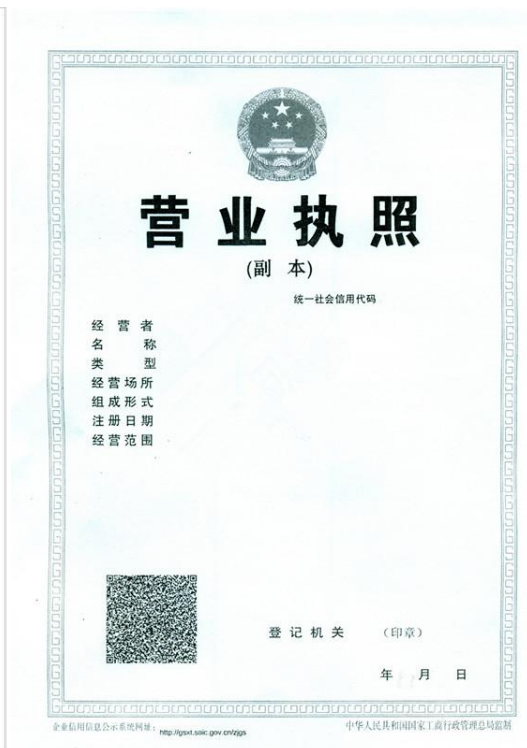 营业执照
(副 本)
统一社会信用代码
经营者
名称
类型
经营场所
组成形式
注册日期
经营范围
登记机关 (印章)
年 月 日
企业信用信息公示系统网址: http://gsxt.saic.gov.cn/zjgs
中华人民共和国国家工商行政管理总局监制